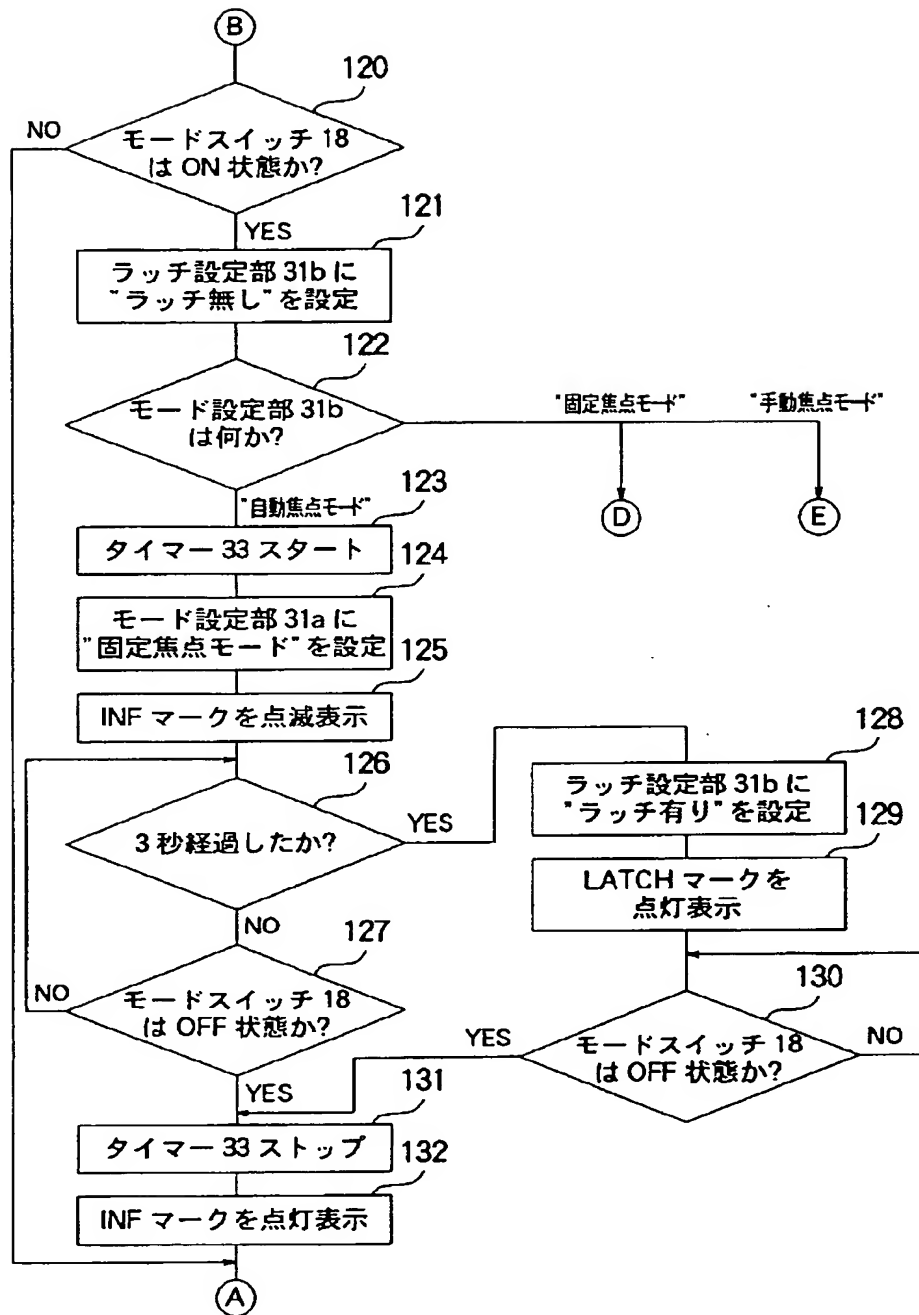 B
120
NO
モードスイッチ 18
は ON 状態か?
YES
121
ラッチ設定部 31b に
"ラッチ無し" を設定
122
モード設定部 31b
は何か?
"固定焦点モード"
"手動焦点モード"
D
E
"自動焦点モード"
123
タイマー 33 スタート
124
モード設定部 31a に
"固定焦点モード" を設定
125
INF マークを点滅表示
126
3 秒経過したか?
YES
NO
128
ラッチ設定部 31b に
"ラッチ有り" を設定
129
LATCH マークを
点灯表示
127
NO
モードスイッチ 18
は OFF 状態か?
YES
130
YES
モードスイッチ 18
は OFF 状態か?
NO
131
タイマー 33 ストップ
132
INF マークを点灯表示
A